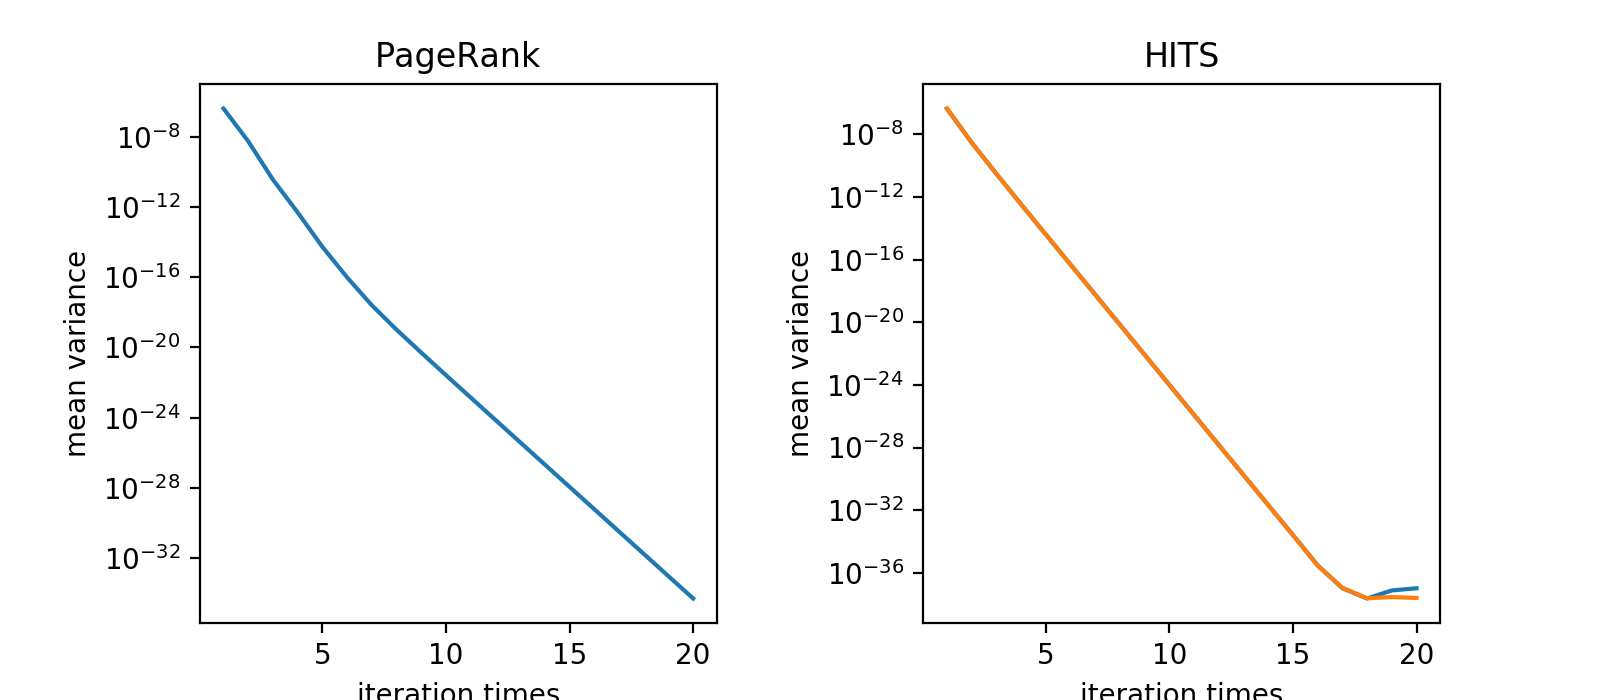 PageRank
mean variance
10⁻⁸
10⁻¹²
10⁻¹⁶
10⁻²⁰
10⁻²⁴
10⁻²⁸
10⁻³²
5 10 15 20
iteration times
HITS
mean variance
10⁻⁸
10⁻¹²
10⁻¹⁶
10⁻²⁰
10⁻²⁴
10⁻²�8
10⁻³²
10⁻³⁶
5 10 15 20
iteration times